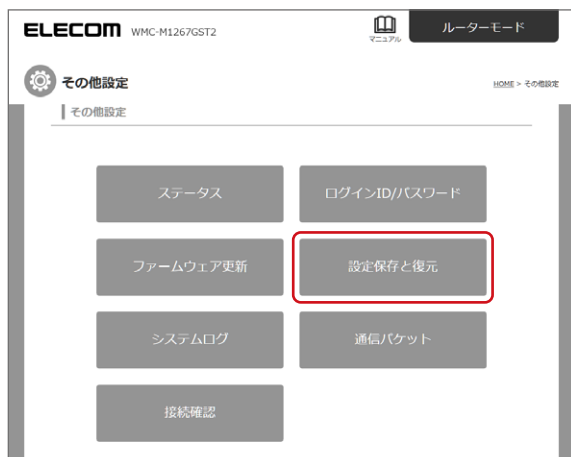 ELECOM WMC-M1267GST2
マニュアル
ルーターモード
その他設定
HOME > その他設定
その他設定
ステータス
ログインID/パスワード
ファームウェア更新
設定保存と復元
システムログ
通信パケット
接続確認